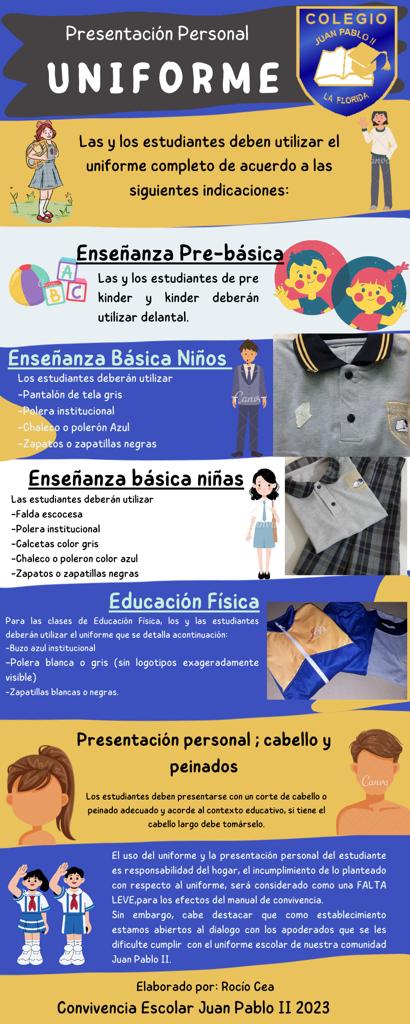 Presentación Personal
UNIFORME
COLEGIO
JUAN PABLO II
LA FLORIDA
Las y los estudiantes deben utilizar el
uniforme completo de acuerdo a las
siguientes indicaciones:
Canva
Enseñanza Pre-básica
Las y los estudiantes de pre
kinder y kinder deberán
utilizar delantal.
A
B
C
Enseñanza Básica Niños
Los estudiantes deberán utilizar
-Pantalón de tela gris
-Polera institucional
-Chaleco o polerón Azul
-Zapatos o zapatillas negras
Canva
Enseñanza básica niñas
Las estudiantes deberán utilizar
-Falda escocesa
-Polera institucional
-Calcetas color gris
-Chaleco o poleron color azul
-Zapatos o zapatillas negras
Educación Física
Para las clases de Educación Física, los y las estudiantes
deberán utilizar el uniforme que se detalla acontinuación:
-Buzo azul institucional
-Polera blanca o gris (sin logotipos exageradamente
visible)
-Zapatillas blancas o negras.
Presentación personal ; cabello y
peinados
Los estudiantes deben presentarse con un corte de cabello o
peinado adecuado y acorde al contexto educativo, si tiene el
cabello largo debe tomárselo.
Canva
El uso del uniforme y la presentación personal del estudiante
es responsabilidad del hogar, el incumplimiento de lo planteado
con respecto al uniforme, será considerado como una FALTA
LEVE,para los efectos del manual de convivencia.
Sin embargo, cabe destacar que como establecimiento
estamos abiertos al dialogo con los apoderados que se les
dificulte cumplir con el uniforme escolar de nuestra comunidad
Juan Pablo II.
Elaborado por: Rocío Cea
Convivencia Escolar Juan Pablo II 2023